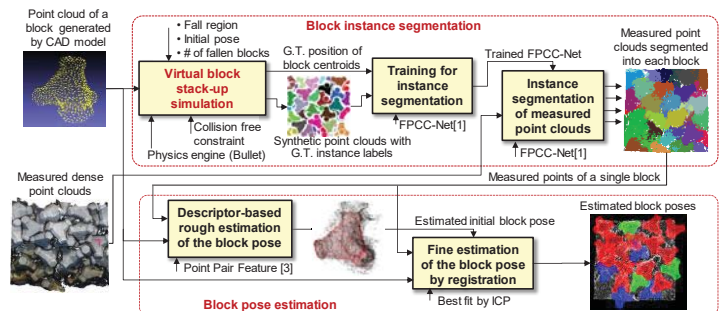 Point cloud of a
block generated
by CAD model
• Fall region
• Initial pose
• # of fallen blocks
Block instance segmentation
G.T. position of
block centroids
Trained FPCC-Net
Measured point
clouds segmented
into each block
Virtual block
stack-up
simulation
Training for
instance
segmentation
Instance
segmentation
of measured
point clouds
Collision free
constraint
Physics engine (Bullet)
Synthetic point clouds with
G.T. instance labels
FPCC-Net[1]
FPCC-Net[1]
Measured dense
point clouds
Measured points of a single block
Descriptor-based
rough estimation
of the block pose
Estimated initial block pose
Estimated block poses
Fine estimation
of the block pose
by registration
Point Pair Feature [3]
Best fit by ICP
Block pose estimation